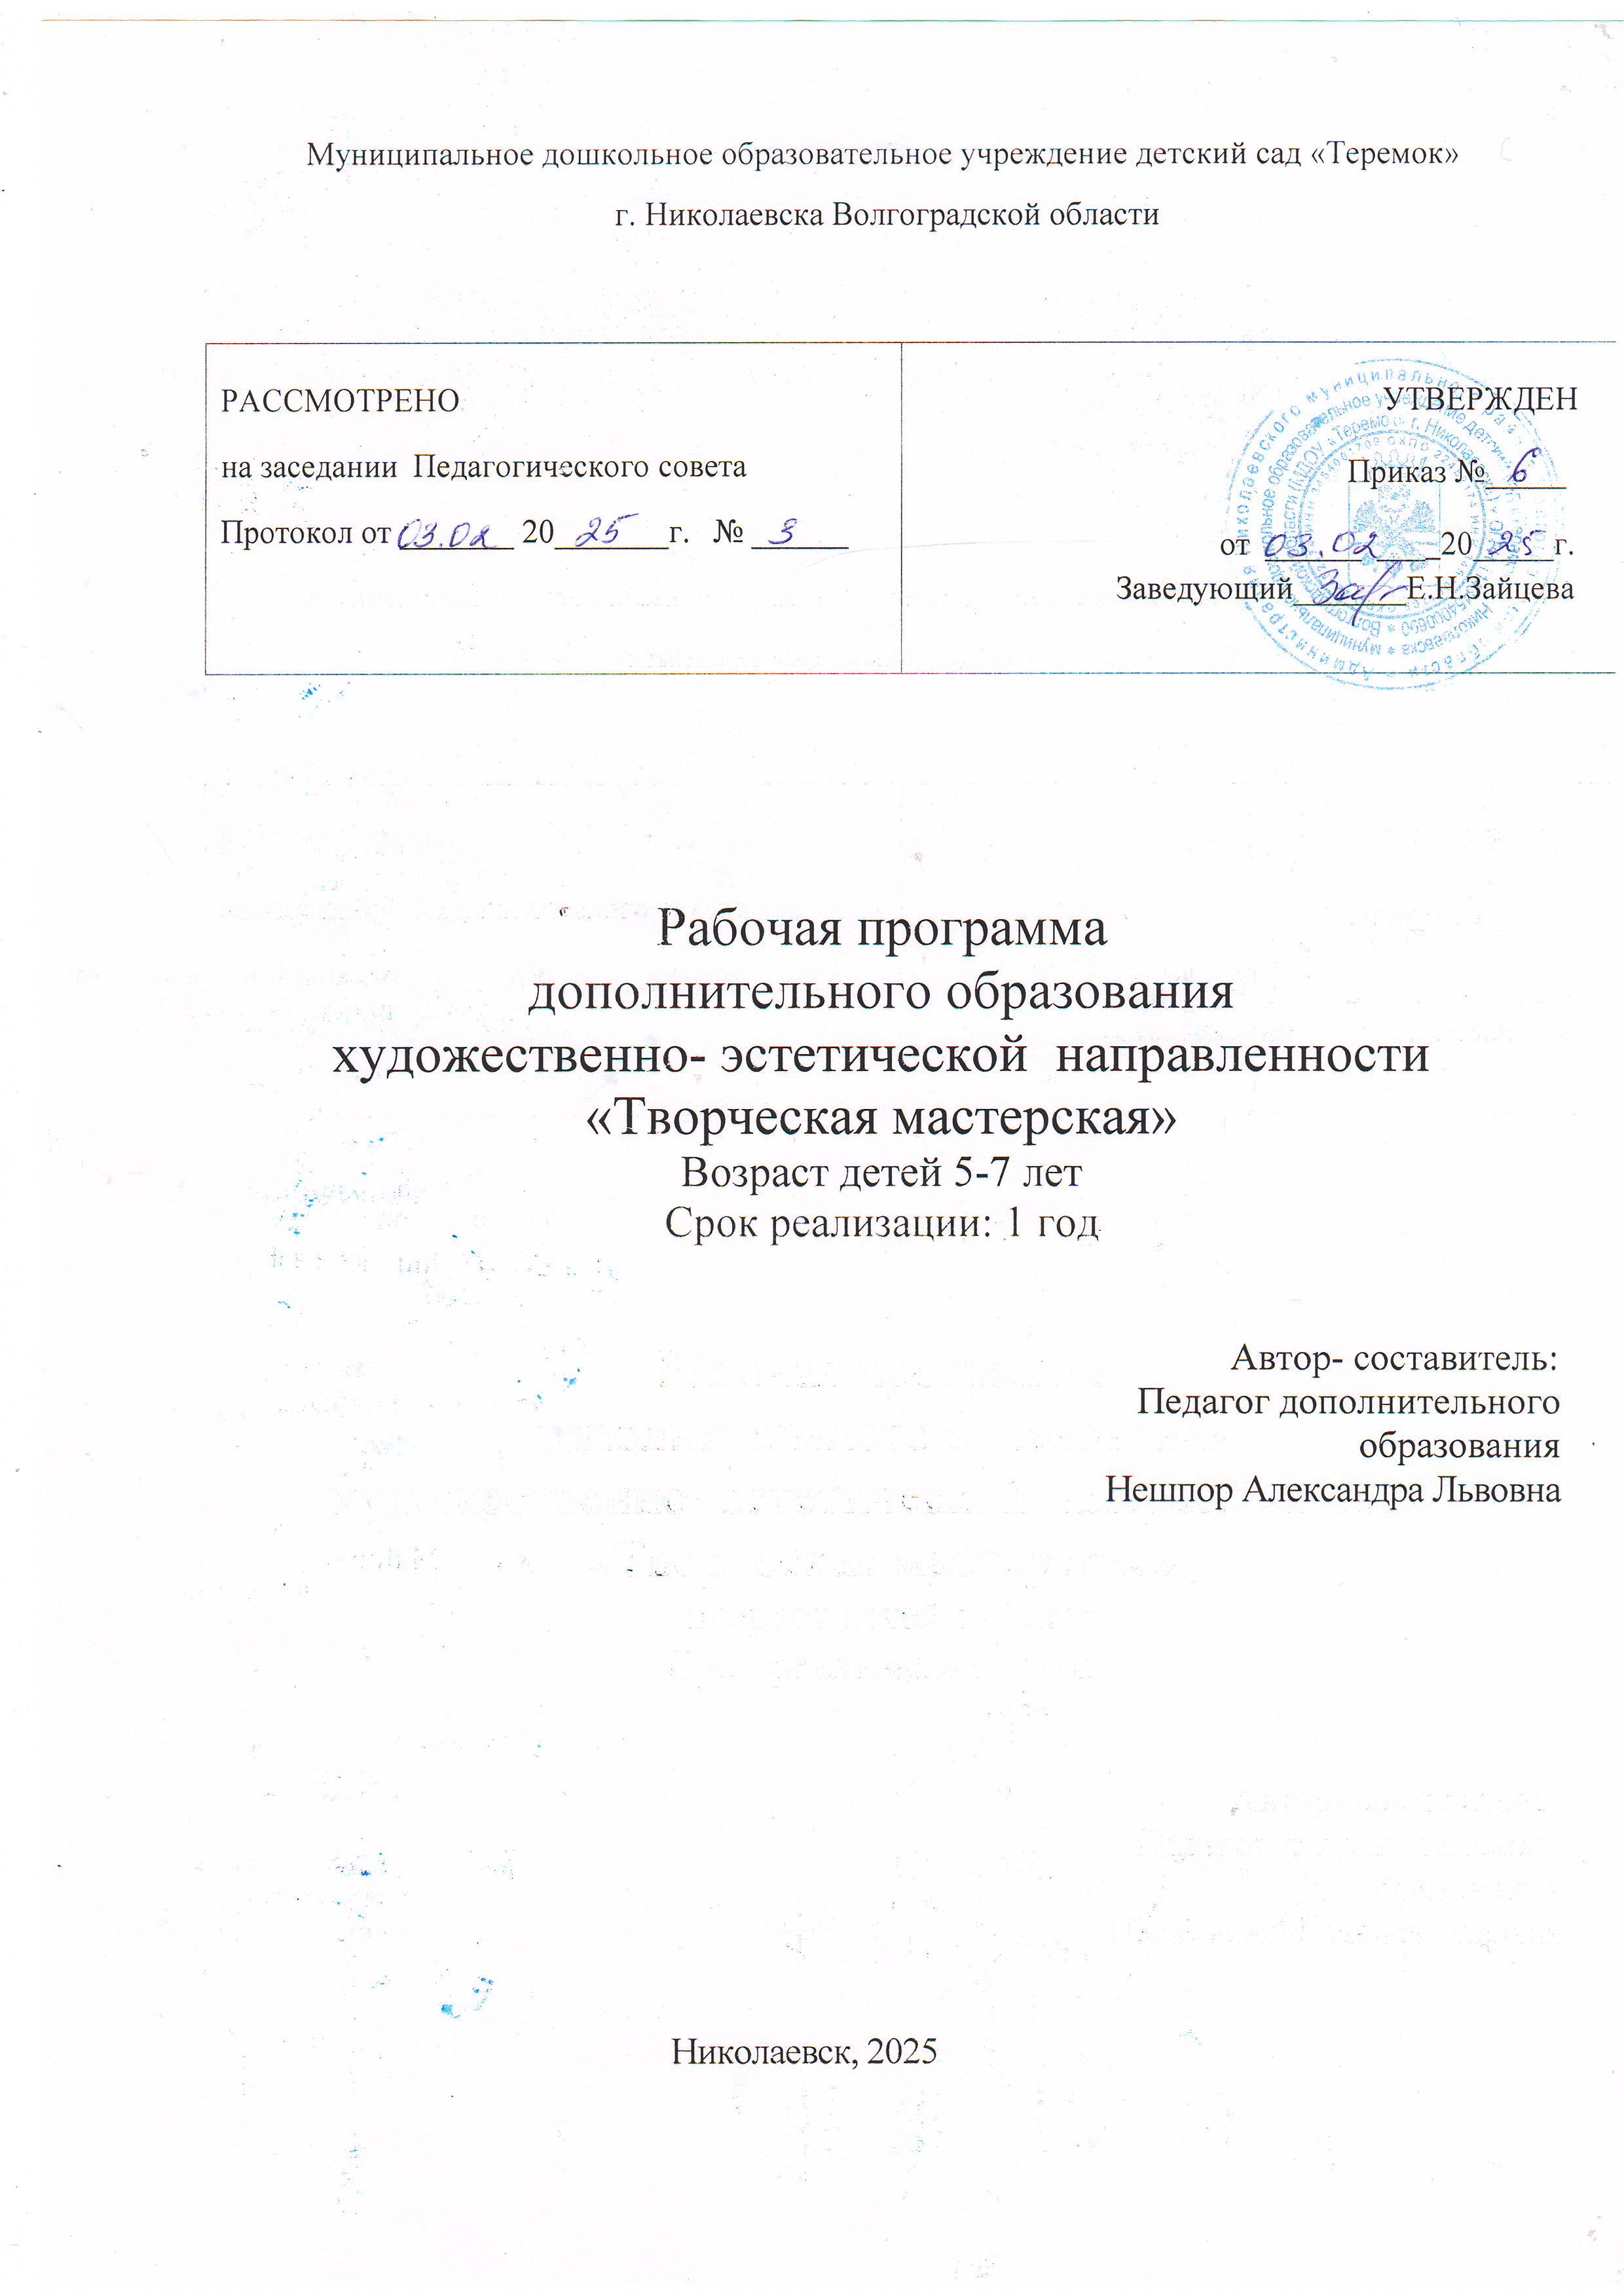 Муниципальное дошкольное образовательное учреждение детский сад «Теремок»
г. Николаевска Волгоградской области
РАССМОТРЕНО
на заседании Педагогического совета
Протокол от 03.02 20 25 г. № 3
УТВЕРЖДЕН
Приказ № 6
от 03.02 20 25 г.
Заведующий Е.Н.Зайцева
Рабочая программа
дополнительного образования
художественно- эстетической направленности
«Творческая мастерская»
Возраст детей 5-7 лет
Срок реализации: 1 год
Автор- составитель:
Педагог дополнительного
образования
Нешпор Александра Львовна
Николаевск, 2025